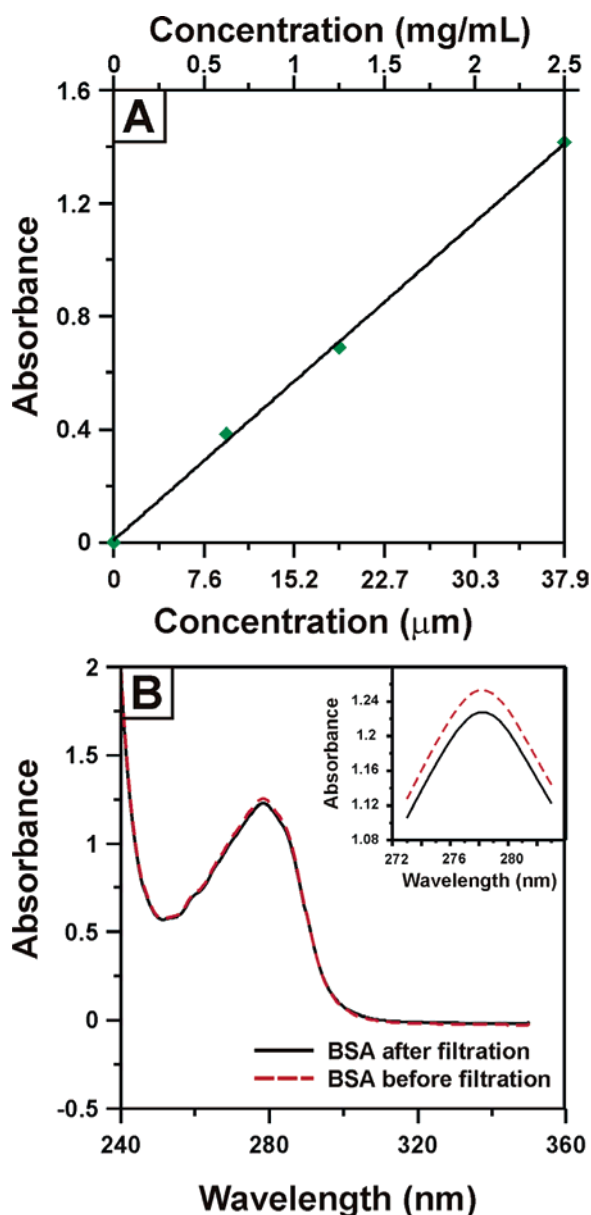 Concentration (mg/mL)
0 0.5 1 1.5 2 2.5
A
1.6
1.2
0.8
0.4
0
Absorbance
0 7.6 15.2 22.7 30.3 37.9
Concentration (μm)
B
2
1.5
1
0.5
0
-0.5
Absorbance
1.24
1.2
1.16
1.12
1.08
Absorbance
272 276 280
Wavelength (nm)
BSA after filtration
BSA before filtration
240 280 320 360
Wavelength (nm)